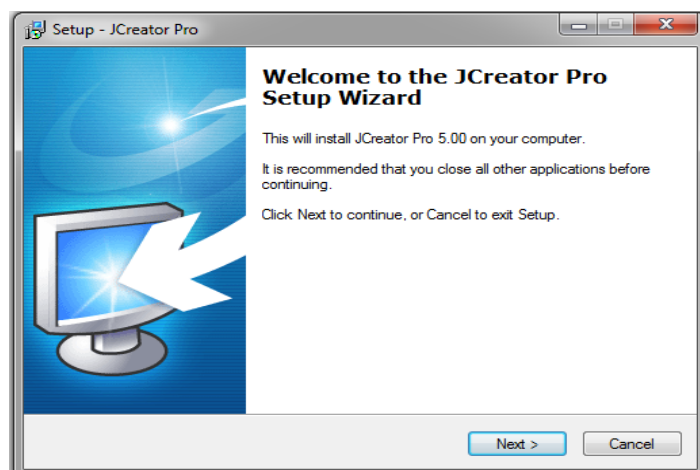 Setup - JCreator Pro
Welcome to the JCreator Pro
Setup Wizard
This will install JCreator Pro 5.00 on your computer.
It is recommended that you close all other applications before
continuing.
Click Next to continue, or Cancel to exit Setup.
Next >
Cancel